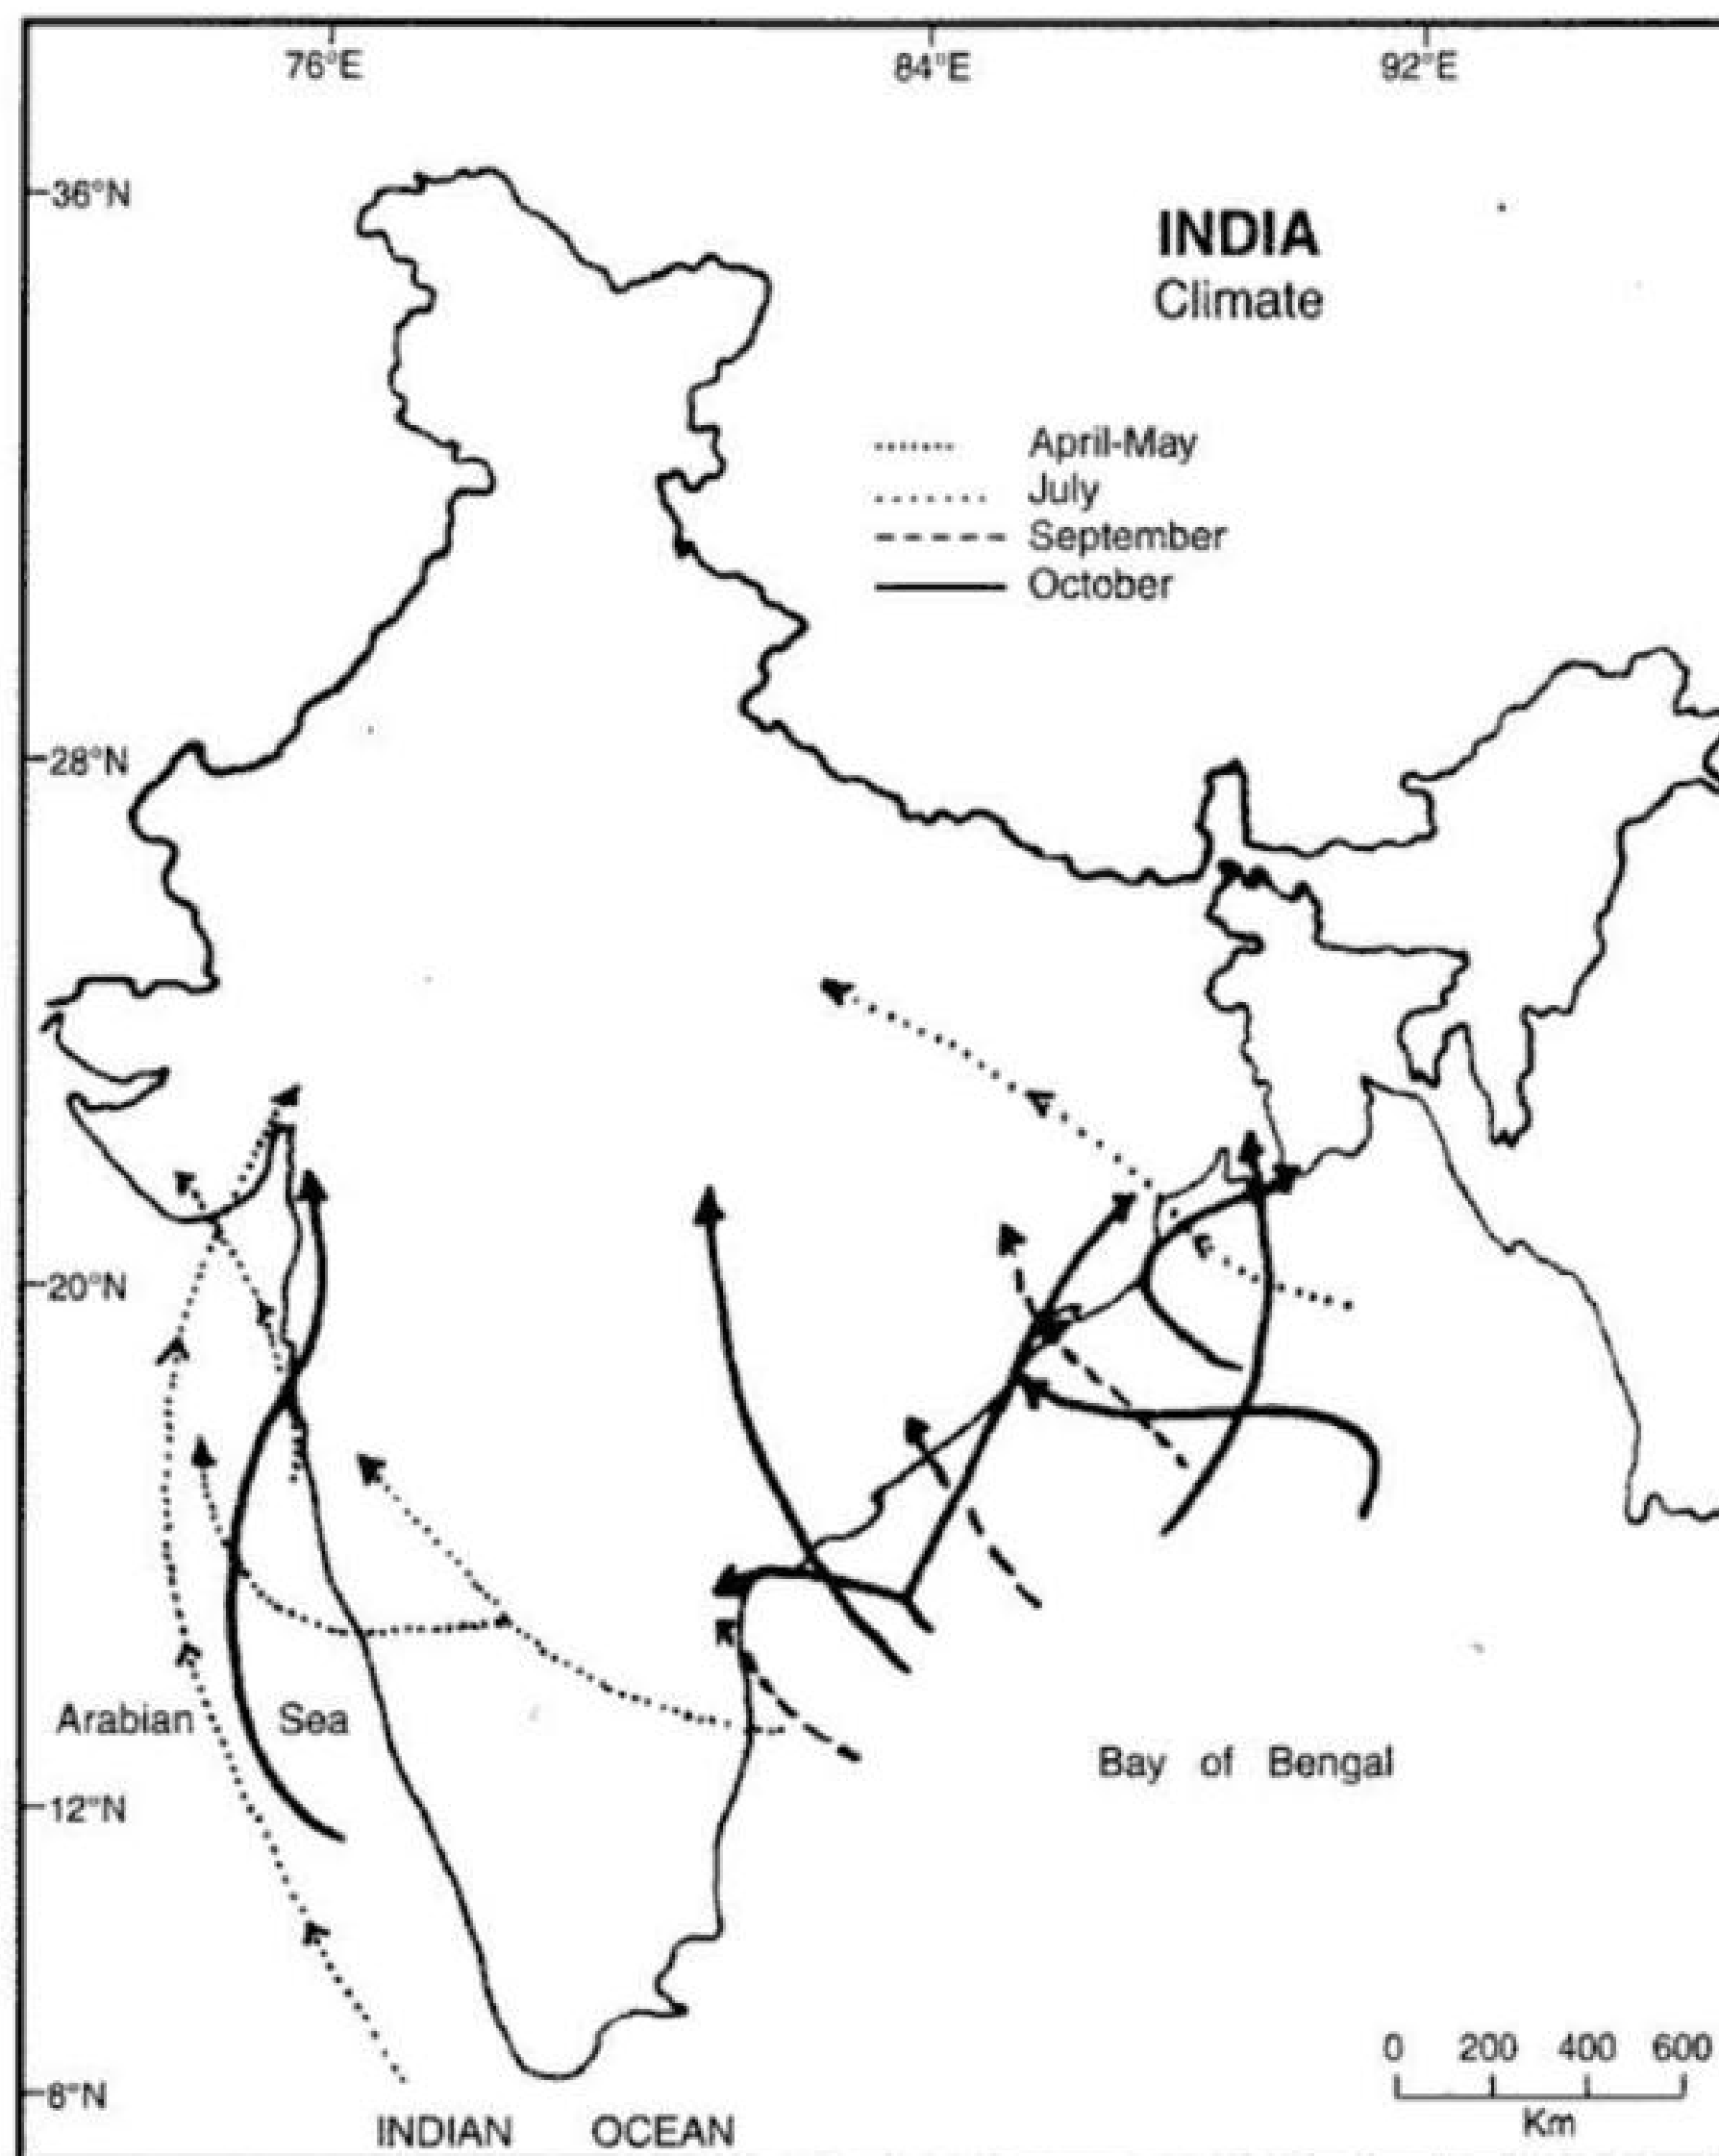 76°E 84°E 92°E
36°N
INDIA
Climate
April-May
July
September
October
28°N
20°N
Arabian Sea
Bay of Bengal
12°N
0 200 400 600
Km
8°N
INDIAN OCEAN